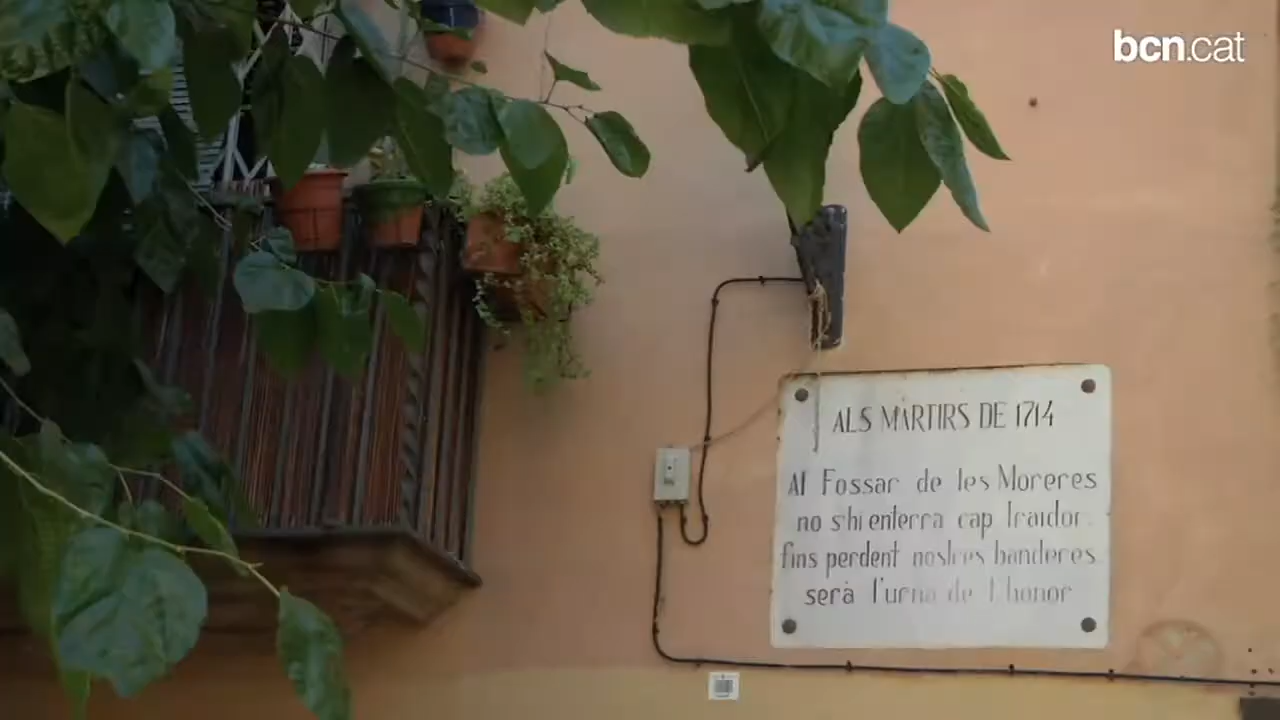 bcn.cat
ALS MÀRTIRS DE 1714
Al Fossar de les Moreres
no s'hi enterra cap traidor.
fins perdent nostres banderes
serà l'urna de l'honor